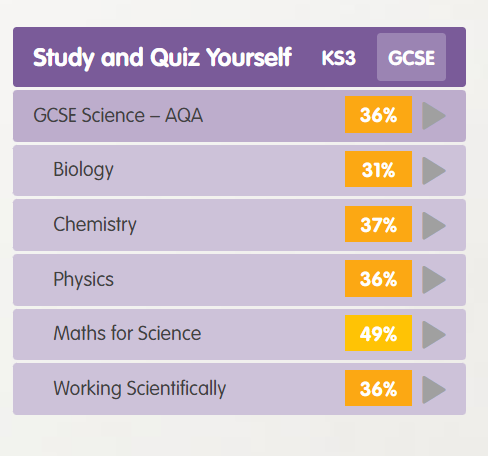 Study and Quiz Yourself KS3 GCSE
GCSE Science – AQA 36%
Biology 31%
Chemistry 37%
Physics 36%
Maths for Science 49%
Working Scientifically 36%